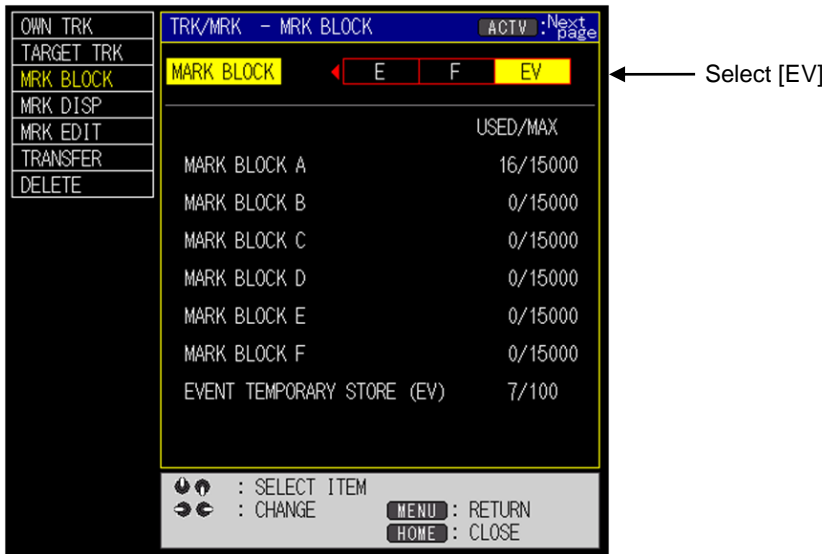 OWN TRK
TARGET TRK
MRK BLOCK
MRK DISP
MRK EDIT
TRANSFER
DELETE
TRK/MRK - MRK BLOCK ACTV :Next page
MARK BLOCK E F EV
Select [EV]
USED/MAX
MARK BLOCK A 16/15000
MARK BLOCK B 0/15000
MARK BLOCK C 0/15000
MARK BLOCK D 0/15000
MARK BLOCK E 0/15000
MARK BLOCK F 0/15000
EVENT TEMPORARY STORE (EV) 7/100
: SELECT ITEM
: CHANGE MENU : RETURN
HOME : CLOSE